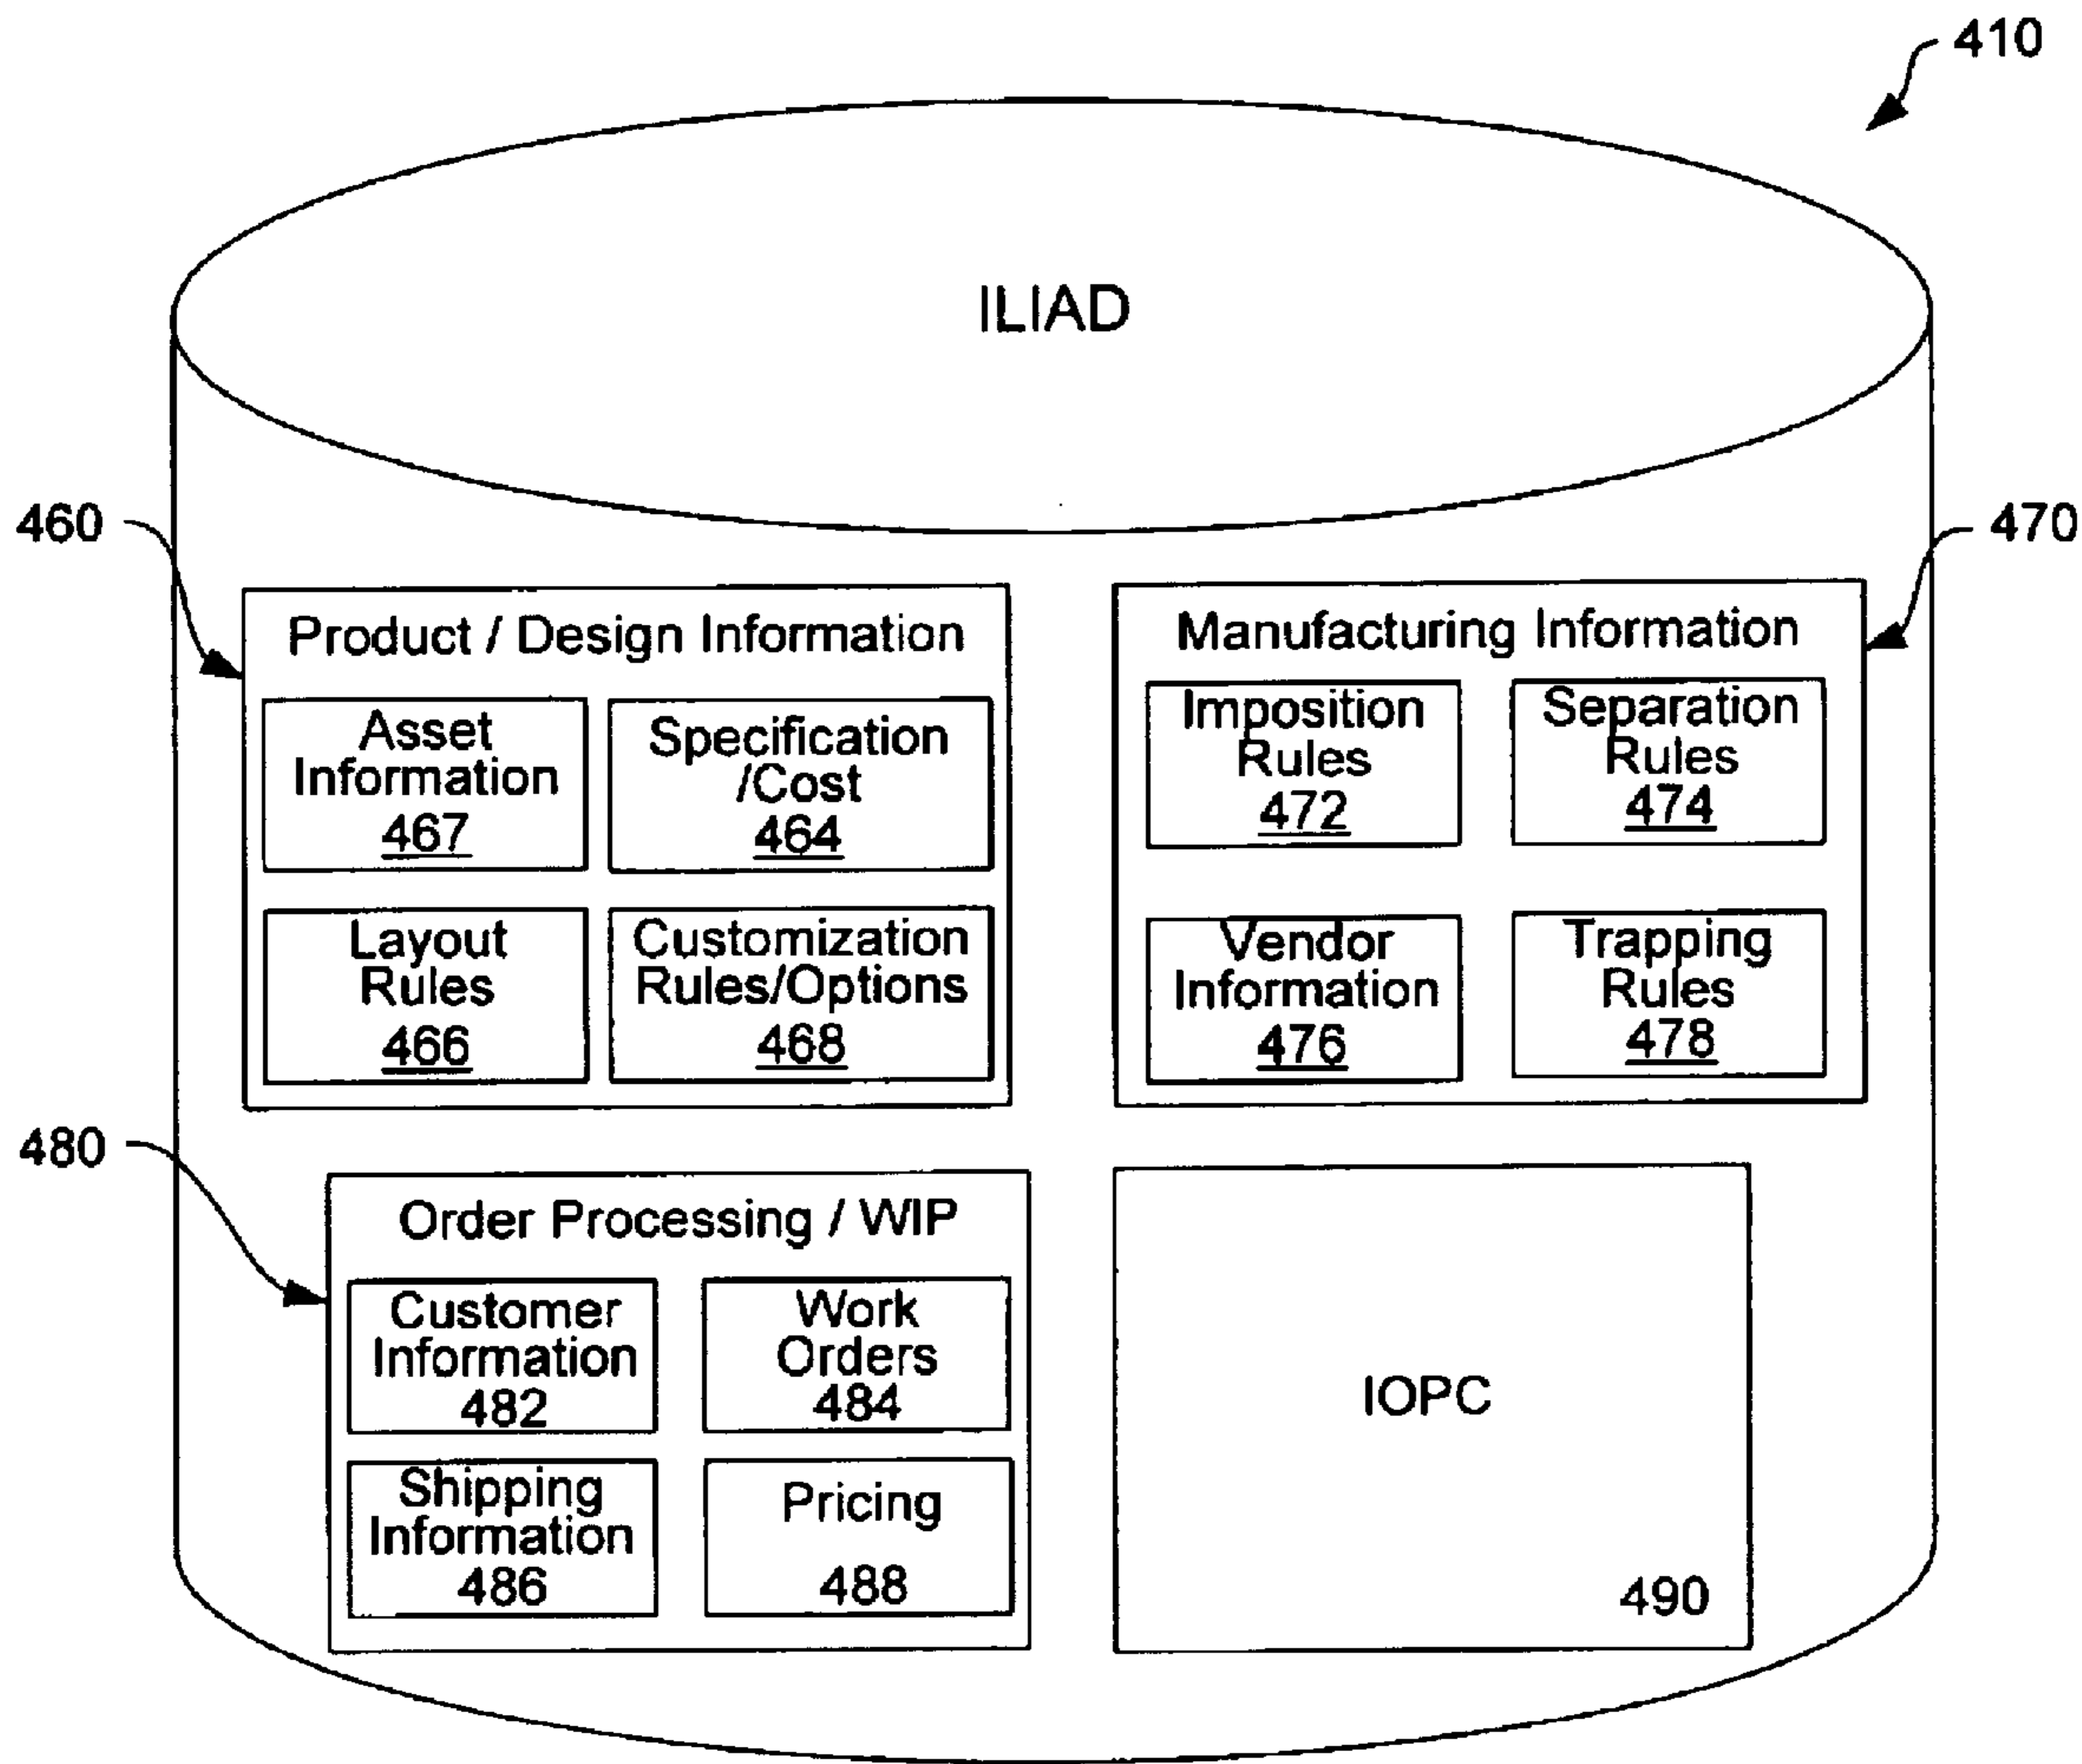 410
ILIAD
460
470
Product / Design Information
Asset
Information
467
Specification
/Cost
464
Layout
Rules
466
Customization
Rules/Options
468
Manufacturing Information
Imposition
Rules
472
Separation
Rules
474
Vendor
Information
476
Trapping
Rules
478
480
Order Processing / WIP
Customer
Information
482
Work
Orders
484
Shipping
Information
486
Pricing
488
IOPC
490